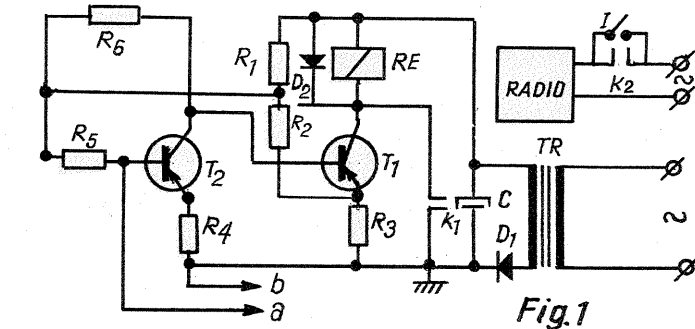 R6
R1
D2
RE
I
RADIO
K2
~
R5
R2
T2
T1
TR
R4
R3
K1
C
D1
~
b
a
Fig.1